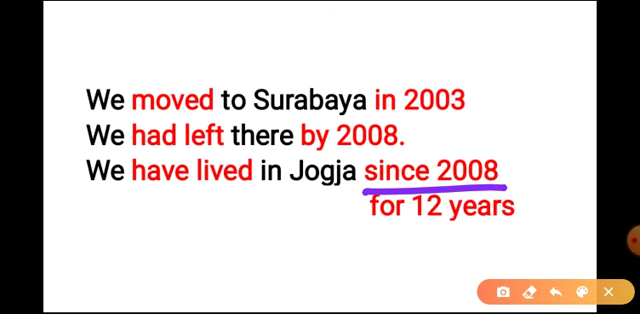 We moved to Surabaya in 2003
We had left there by 2008.
We have lived in Jogja since 2008
for 12 years